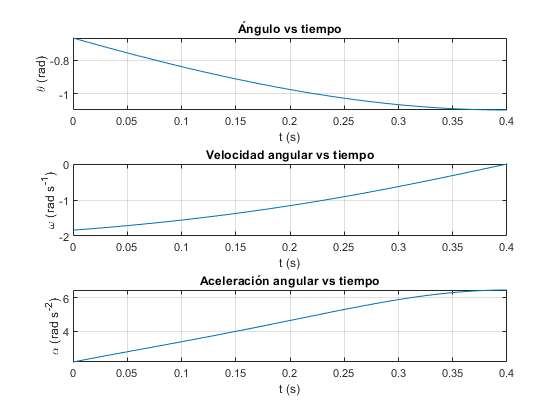 Ángulo vs tiempo
θ (rad)
-0.8
-1
0 0.05 0.1 0.15 0.2 0.25 0.3 0.35 0.4
t (s)
Velocidad angular vs tiempo
ω (rad s⁻¹)
0
-1
-2
0 0.05 0.1 0.15 0.2 0.25 0.3 0.35 0.4
t (s)
Aceleración angular vs tiempo
α (rad s⁻²)
6
4
0 0.05 0.1 0.15 0.2 0.25 0.3 0.35 0.4
t (s)